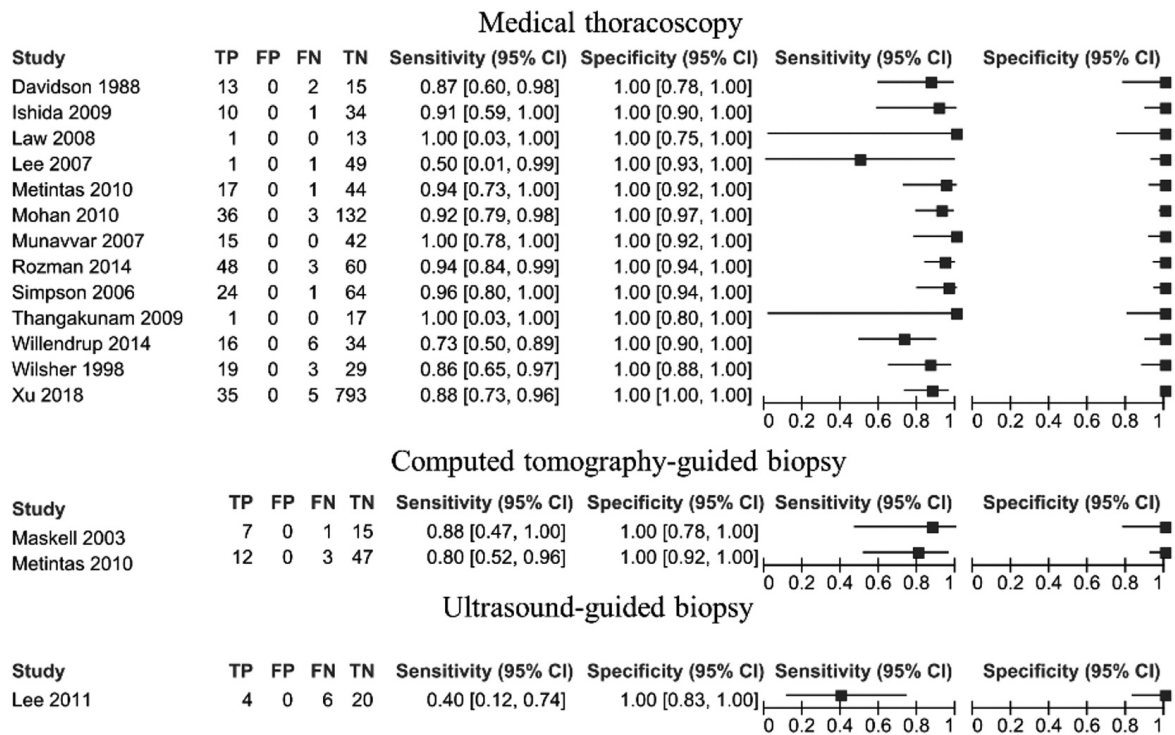 Medical thoracoscopy
Study TP FP FN TN Sensitivity (95% CI) Specificity (95% CI) Sensitivity (95% CI) Specificity (95% CI)
Davidson 1988 13 0 2 15 0.87 [0.60, 0.98] 1.00 [0.78, 1.00]
Ishida 2009 10 0 1 34 0.91 [0.59, 1.00] 1.00 [0.90, 1.00]
Law 2008 1 0 0 13 1.00 [0.03, 1.00] 1.00 [0.75, 1.00]
Lee 2007 1 0 1 49 0.50 [0.01, 0.99] 1.00 [0.93, 1.00]
Metintas 2010 17 0 1 44 0.94 [0.73, 1.00] 1.00 [0.92, 1.00]
Mohan 2010 36 0 3 132 0.92 [0.79, 0.98] 1.00 [0.97, 1.00]
Munavvar 2007 15 0 0 42 1.00 [0.78, 1.00] 1.00 [0.92, 1.00]
Rozman 2014 48 0 3 60 0.94 [0.84, 0.99] 1.00 [0.94, 1.00]
Simpson 2006 24 0 1 64 0.96 [0.80, 1.00] 1.00 [0.94, 1.00]
Thangakunam 2009 1 0 0 17 1.00 [0.03, 1.00] 1.00 [0.80, 1.00]
Willendrup 2014 16 0 6 34 0.73 [0.50, 0.89] 1.00 [0.90, 1.00]
Wilsher 1998 19 0 3 29 0.86 [0.65, 0.97] 1.00 [0.88, 1.00]
Xu 2018 35 0 5 793 0.88 [0.73, 0.96] 1.00 [1.00, 1.00]
0 0.2 0.4 0.6 0.8 1 0 0.2 0.4 0.6 0.8 1
Computed tomography-guided biopsy
Study TP FP FN TN Sensitivity (95% CI) Specificity (95% CI) Sensitivity (95% CI) Specificity (95% CI)
Maskell 2003 7 0 1 15 0.88 [0.47, 1.00] 1.00 [0.78, 1.00]
Metintas 2010 12 0 3 47 0.80 [0.52, 0.96] 1.00 [0.92, 1.00]
0 0.2 0.4 0.6 0.8 1 0 0.2 0.4 0.6 0.8 1
Ultrasound-guided biopsy
Study TP FP FN TN Sensitivity (95% CI) Specificity (95% CI) Sensitivity (95% CI) Specificity (95% CI)
Lee 2011 4 0 6 20 0.40 [0.12, 0.74] 1.00 [0.83, 1.00]
0 0.2 0.4 0.6 0.8 1 0 0.2 0.4 0.6 0.8 1